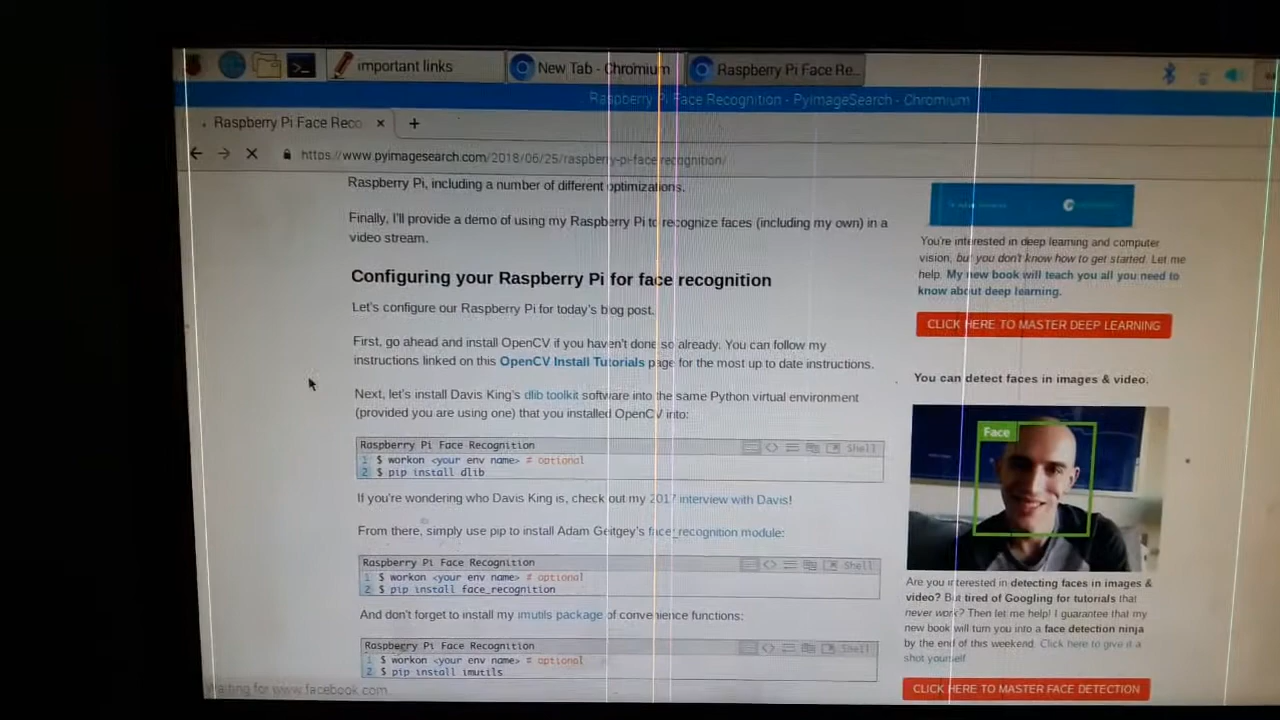 important links
New Tab - Chromium
Raspberry Pi Face Re...
Raspberry Pi Face Recognition - PyImageSearch - Chromium
Raspberry Pi Face Reco
https://www.pyimagesearch.com/2018/06/25/raspberry-pi-face-recognition/
Raspberry Pi, including a number of different optimizations.
Finally, I'll provide a demo of using my Raspberry Pi to recognize faces (including my own) in a
video stream.
Configuring your Raspberry Pi for face recognition
Let's configure our Raspberry Pi for today's blog post.
First, go ahead and install OpenCV if you haven't done so already. You can follow my
instructions linked on this OpenCV Install Tutorials page for the most up to date instructions.
Next, let's install Davis King's dlib toolkit software into the same Python virtual environment
(provided you are using one) that you installed OpenCV into:
Raspberry Pi Face Recognition
Shell
1 $ workon <your env name> # optional
2 $ pip install dlib
If you're wondering who Davis King is, check out my 2017 interview with Davis!
From there, simply use pip to install Adam Geitgey's face_recognition module:
Raspberry Pi Face Recognition
Shell
1 $ workon <your env name> # optional
2 $ pip install face_recognition
And don't forget to install my imutils package of convenience functions:
Raspberry Pi Face Recognition
Shell
1 $ workon <your env name> # optional
2 $ pip install imutils
Waiting for www.facebook.com...
You're interested in deep learning and computer
vision, but you don't know how to get started. Let me
help. My new book will teach you all you need to
know about deep learning.
CLICK HERE TO MASTER DEEP LEARNING
You can detect faces in images & video.
Face
Are you interested in detecting faces in images &
video? But tired of Googling for tutorials that
never work? Then let me help! I guarantee that my
new book will turn you into a face detection ninja
by the end of this weekend. Click here to give it a
shot yourself.
CLICK HERE TO MASTER FACE DETECTION